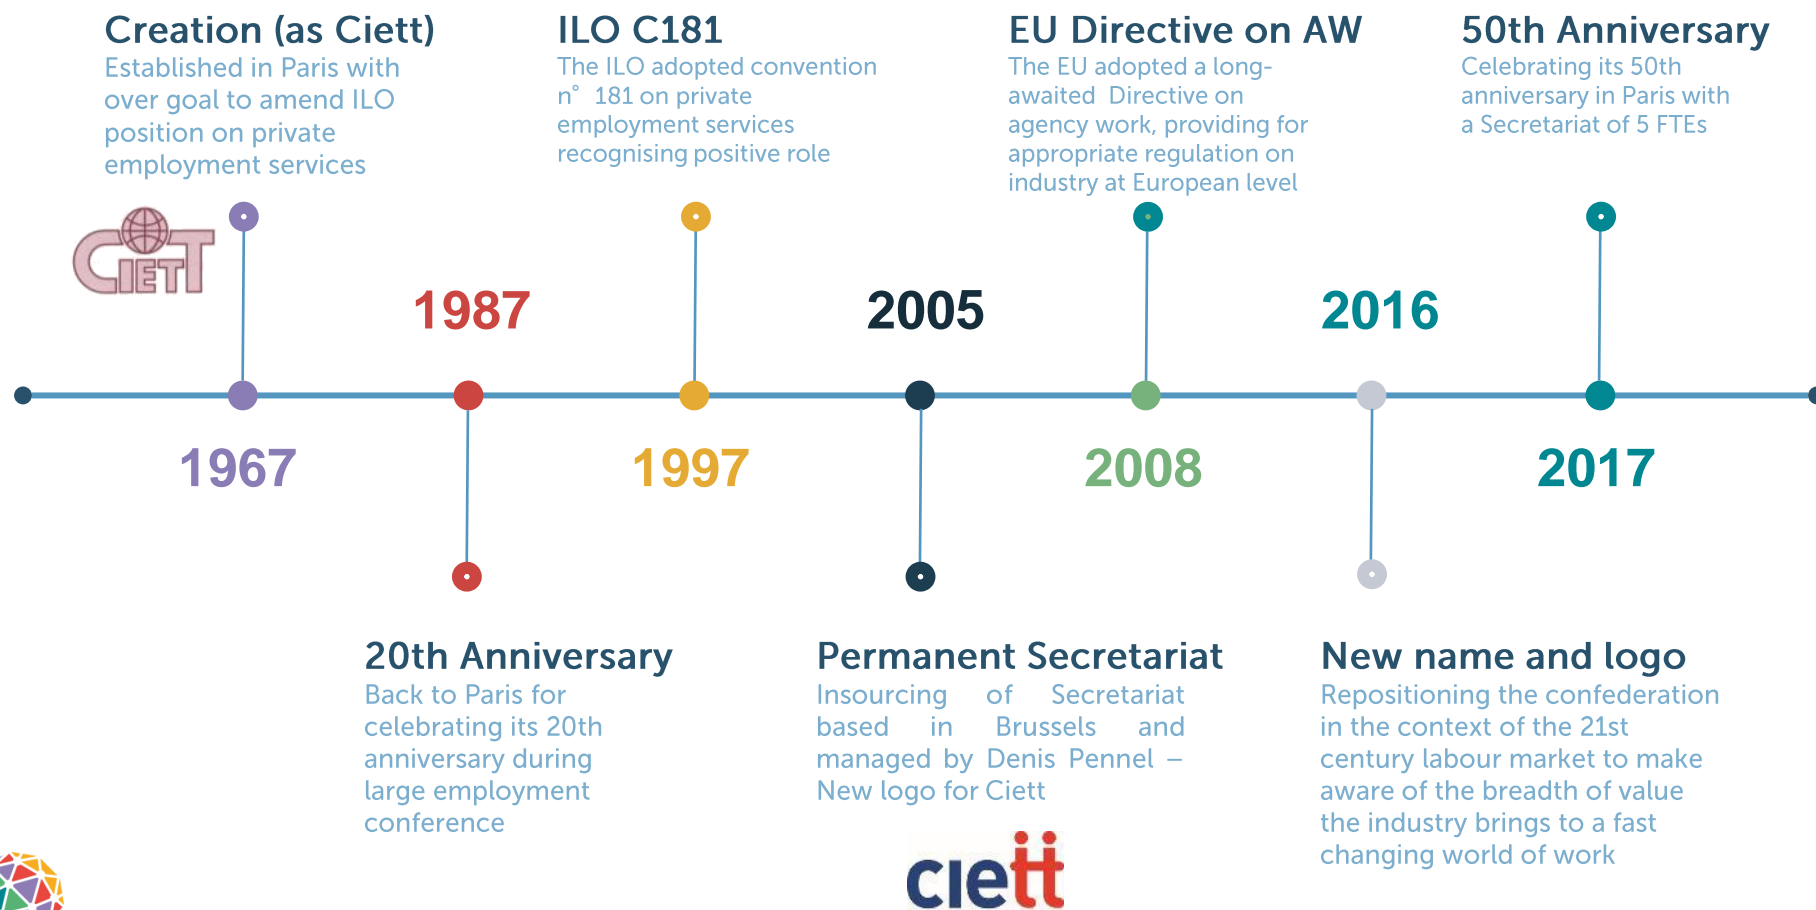 Creation (as Ciett)
Established in Paris with
over goal to amend ILO
position on private
employment services
ILO C181
The ILO adopted convention
n° 181 on private
employment services
recognising positive role
EU Directive on AW
The EU adopted a long-
awaited Directive on
agency work, providing for
appropriate regulation on
industry at European level
50th Anniversary
Celebrating its 50th
anniversary in Paris with
a Secretariat of 5 FTEs
CIETT
1987
2005
2016
1967
1997
2008
2017
20th Anniversary
Back to Paris for
celebrating its 20th
anniversary during
large employment
conference
Permanent Secretariat
Insourcing of Secretariat
based in Brussels and
managed by Denis Pennel –
New logo for Ciett
ciett
New name and logo
Repositioning the confederation
in the context of the 21st
century labour market to make
aware of the breadth of value
the industry brings to a fast
changing world of work